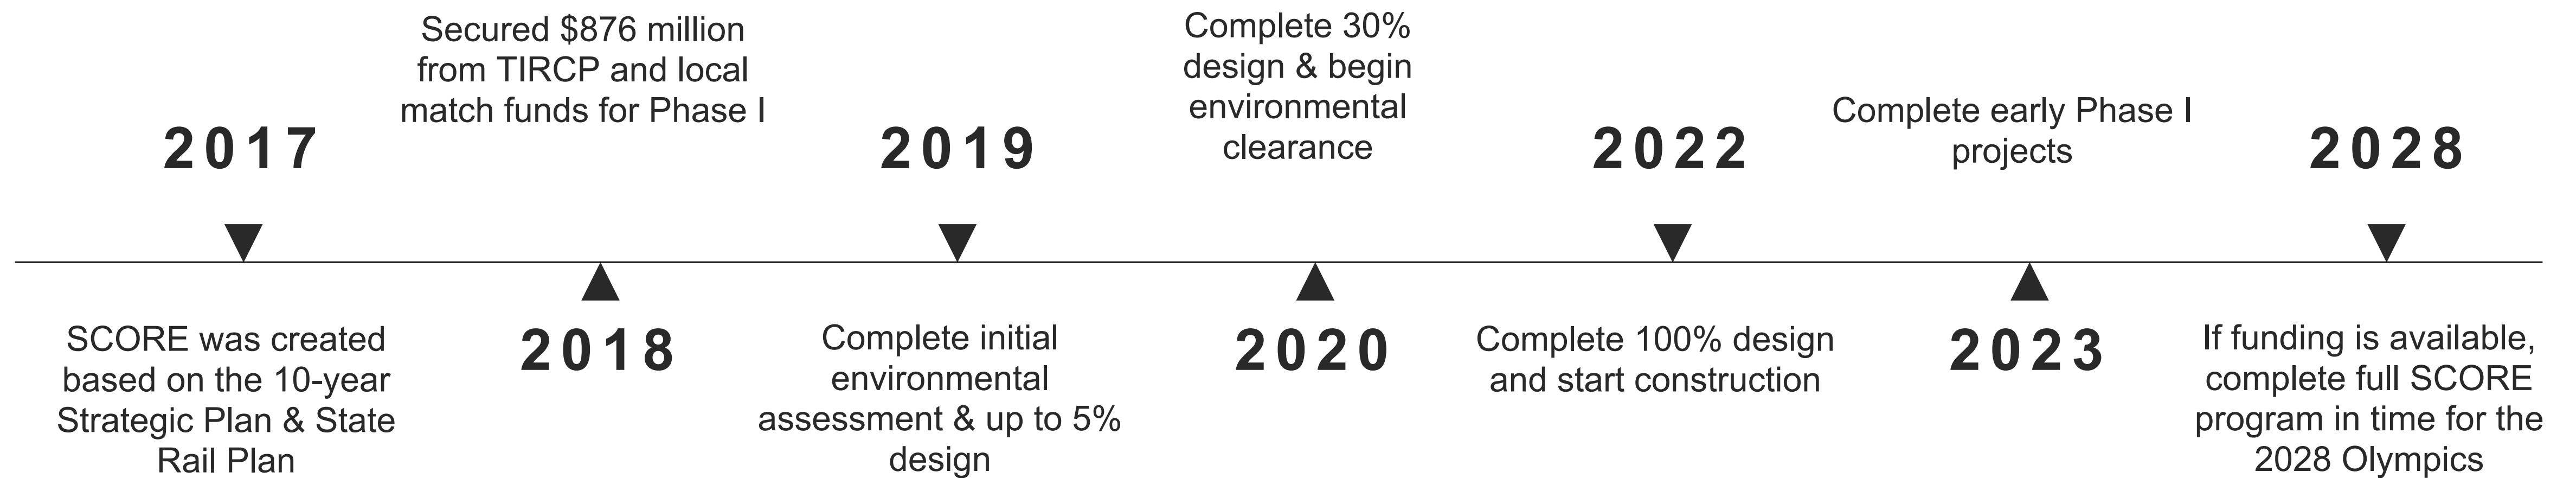 2017
SCORE was created
based on the 10-year
Strategic Plan & State
Rail Plan
Secured $876 million
from TIRCP and local
match funds for Phase I
2018
2019
Complete initial
environmental
assessment & up to 5%
design
Complete 30%
design & begin
environmental
clearance
2020
2022
Complete 100% design
and start construction
Complete early Phase I
projects
2023
2028
If funding is available,
complete full SCORE
program in time for the
2028 Olympics